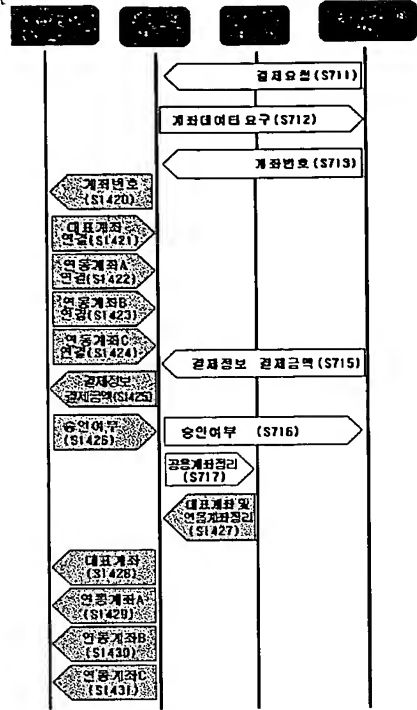 결제요청(S711)
계좌데이터 요구(S712)
계좌번호(S713)
계좌번호
(S1420)
대표계좌
연결(S1421)
연동계좌A
연결(S1422)
연동계좌B
연결(S1423)
연동계좌C
연결(S1424)
결제정보 결제금액(S715)
결제정보
결제금액(S1425)
승인여부
(S1426)
승인여부 (S716)
공용계좌정리
(S717)
대표계좌 및
연동계좌정리
(S1427)
대표계좌
(S1428)
연동계좌A
(S1429)
연동계좌B
(S1430)
연동계좌C
(S1431)